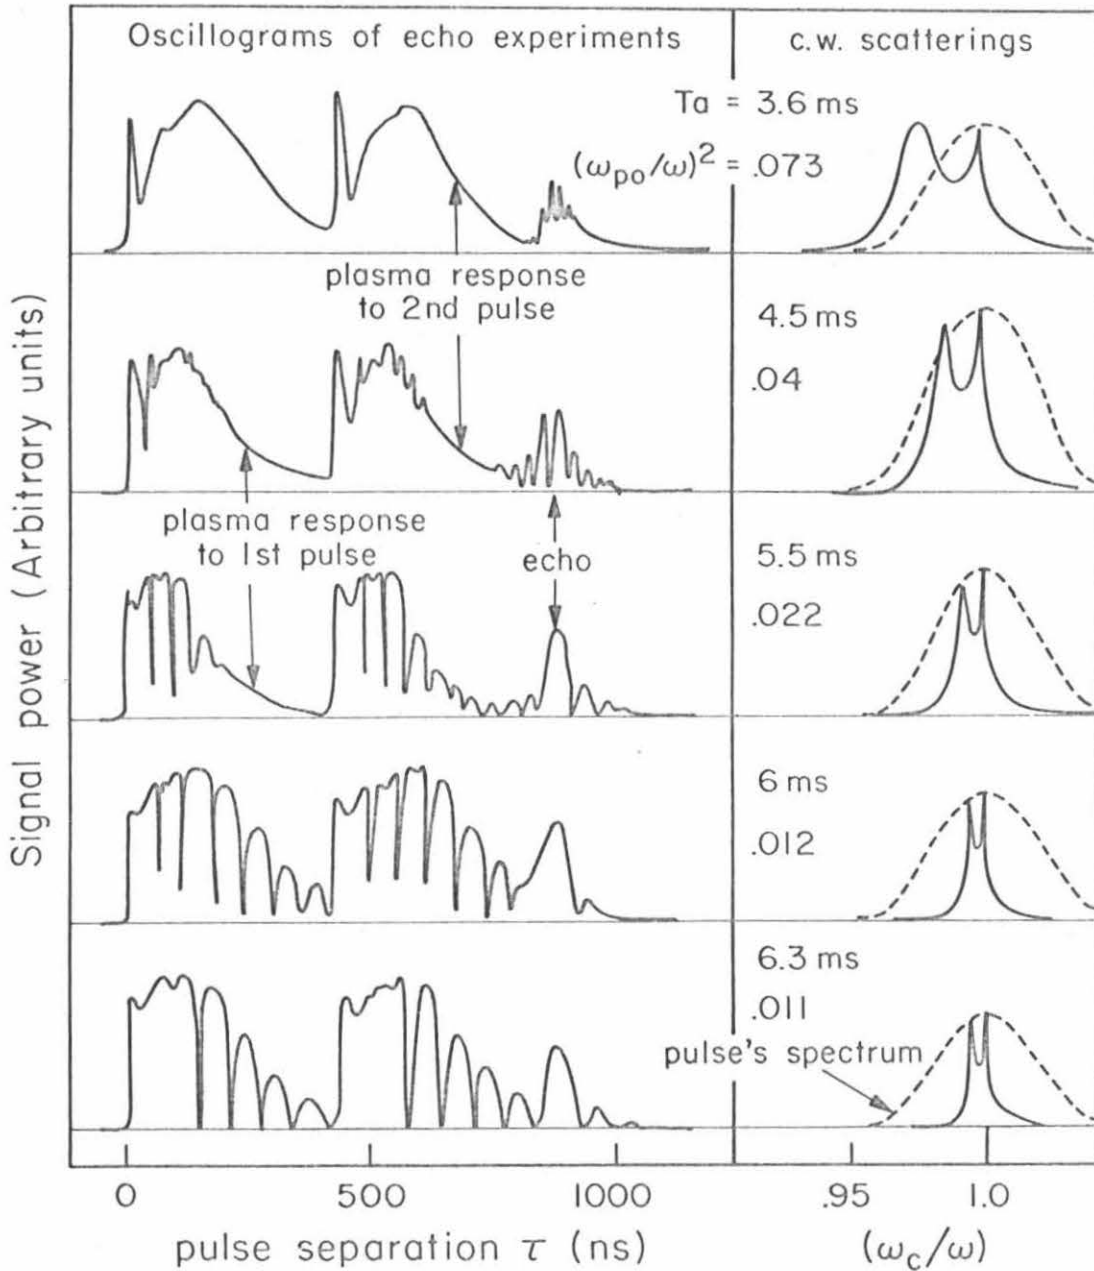 Oscillograms of echo experiments
c.w. scatterings
Ta = 3.6 ms
(ωpo/ω)² = .073
plasma response
to 2nd pulse
4.5 ms
.04
plasma response
to 1st pulse
echo
5.5 ms
.022
6 ms
.012
6.3 ms
.011
pulse's spectrum
Signal power (Arbitrary units)
0
500
1000
.95
1.0
pulse separation τ (ns)
(ωc/ω)